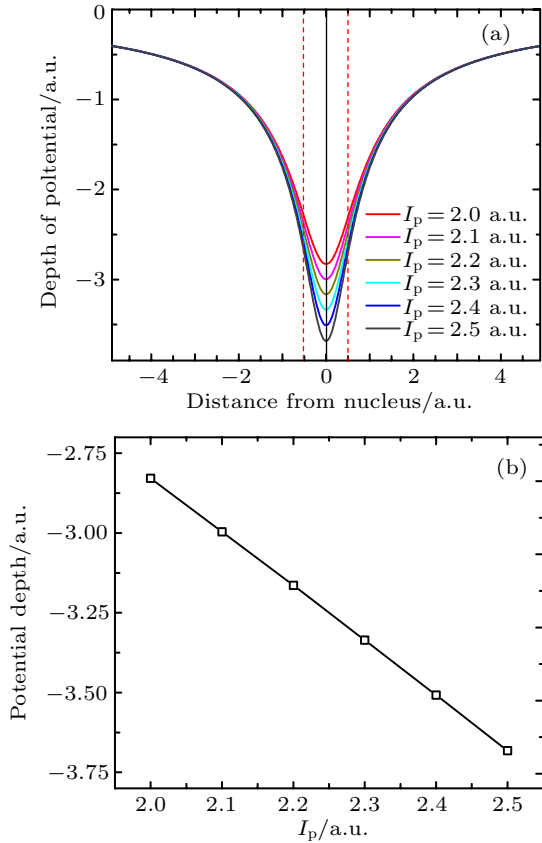 (a)
0
−1
−2
−3
Depth of poltential/a.u.
Ip = 2.0 a.u.
Ip = 2.1 a.u.
Ip = 2.2 a.u.
Ip = 2.3 a.u.
Ip = 2.4 a.u.
Ip = 2.5 a.u.
−4 −2 0 2 4
Distance from nucleus/a.u.
(b)
−2.75
−3.00
−3.25
−3.50
−3.75
Potential depth/a.u.
2.0 2.1 2.2 2.3 2.4 2.5
Ip/a.u.